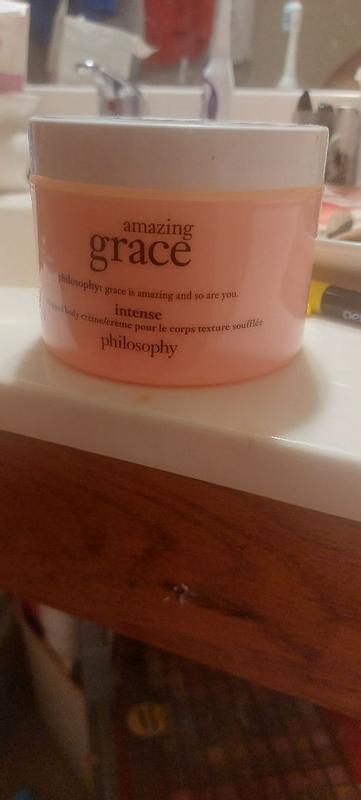 amazing
grace
philosophy: grace is amazing and so are you.
intense
body crème/crème pour le corps texture soufflée
philosophy